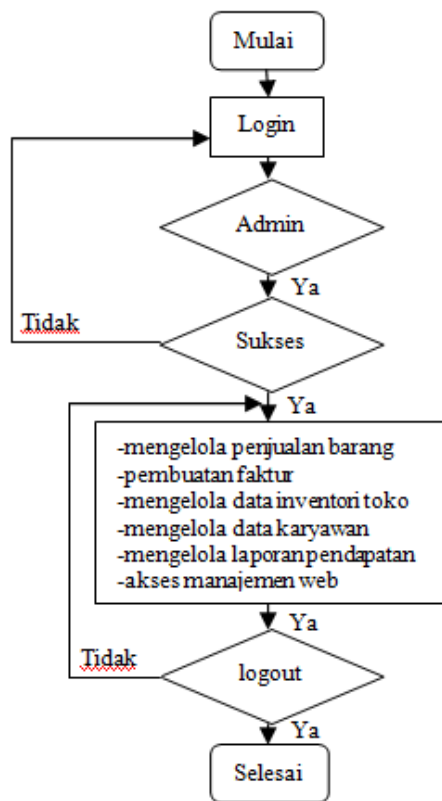 Mulai
Login
Admin
Ya
Tidak
Sukses
Ya
-mengelola penjualan barang
-pembuatan faktur
-mengelola data inventori toko
-mengelola data karyawan
-mengelola laporan pendapatan
-akses manajemen web
Ya
Tidak
logout
Ya
Selesai